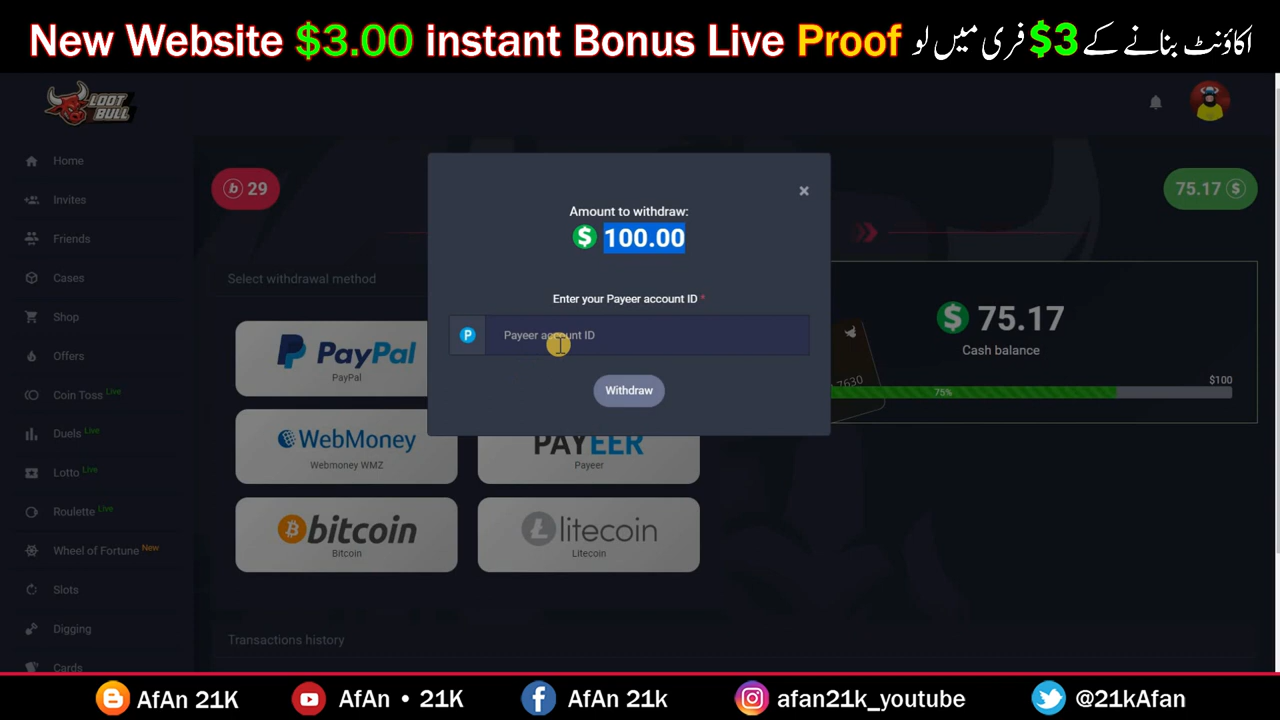 New Website $3.00 instant Bonus Live Proof اکاؤنٹ بنانے کے $3 فری میں لو
LOOT
BULL
Home
Invites
Friends
Cases
Shop
Offers
Coin Toss Live
Duels Live
Lotto Live
Roulette Live
Wheel of Fortune New
Slots
Digging
Cards
b 29
75.17 $
Select withdrawal method
PayPal
PayPal
WebMoney
Webmoney WMZ
PAYEER
Payeer
bitcoin
Bitcoin
litecoin
Litecoin
×
Amount to withdraw:
$ 100.00
Enter your Payeer account ID *
P Payeer account ID
Withdraw
$ 75.17
Cash balance
7630
$100
75%
Transactions history
AfAn 21K
AfAn • 21K
AfAn 21k
afan21k_youtube
@21kAfan